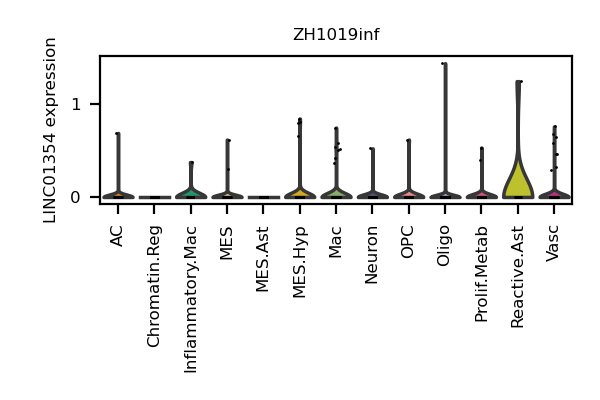 ZH1019inf
LINC01354 expression
1
0
AC
Chromatin.Reg
Inflammatory.Mac
MES
MES.Ast
MES.Hyp
Mac
Neuron
OPC
Oligo
Prolif.Metab
Reactive.Ast
Vasc